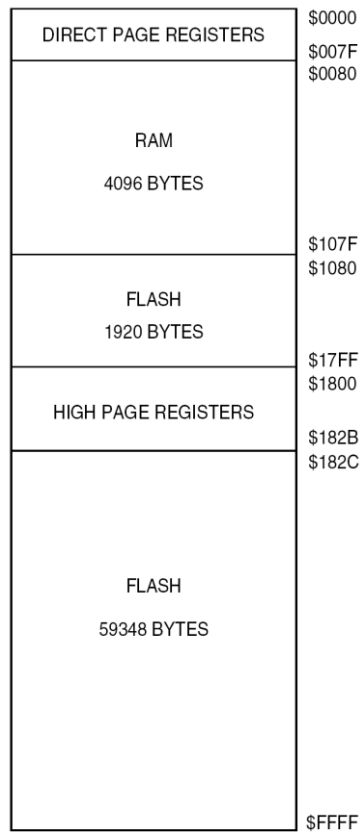 $0000
DIRECT PAGE REGISTERS
$007F
$0080
RAM
4096 BYTES
$107F
$1080
FLASH
1920 BYTES
$17FF
$1800
HIGH PAGE REGISTERS
$182B
$182C
FLASH
59348 BYTES
$FFFF